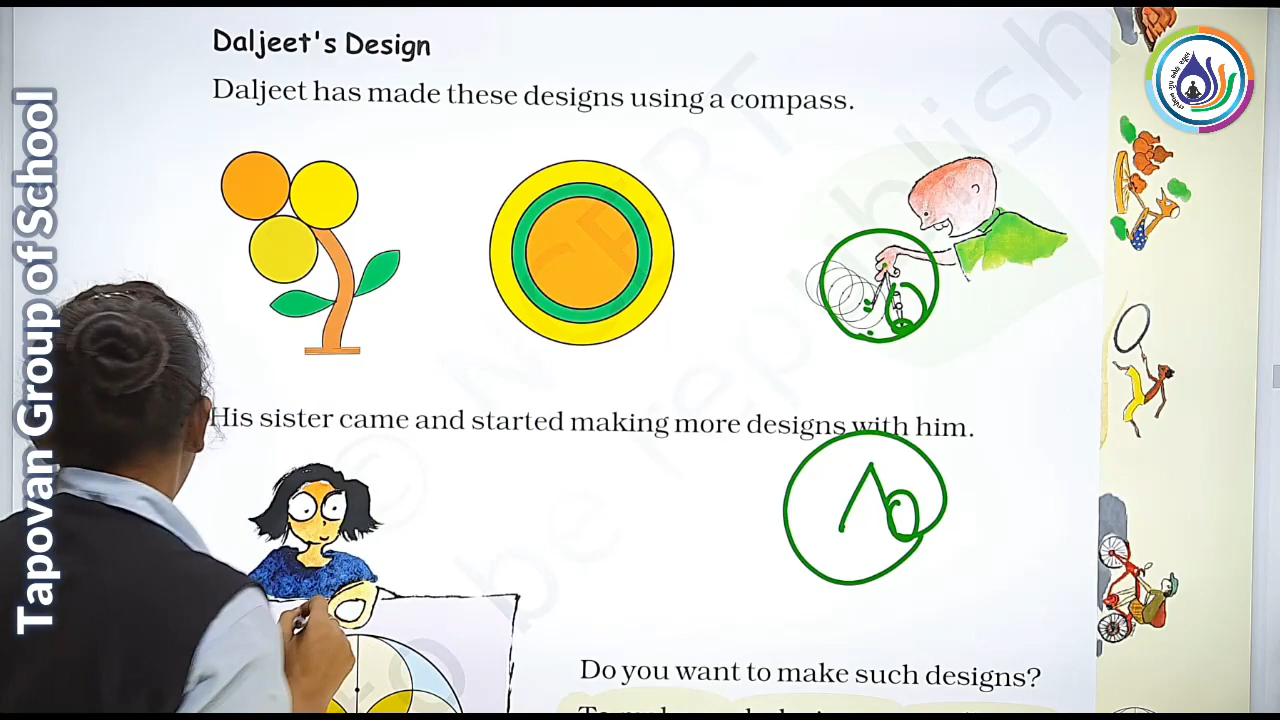 Daljeet's Design
Daljeet has made these designs using a compass.
His sister came and started making more designs with him.
Do you want to make such designs?
Tapovan Group of School